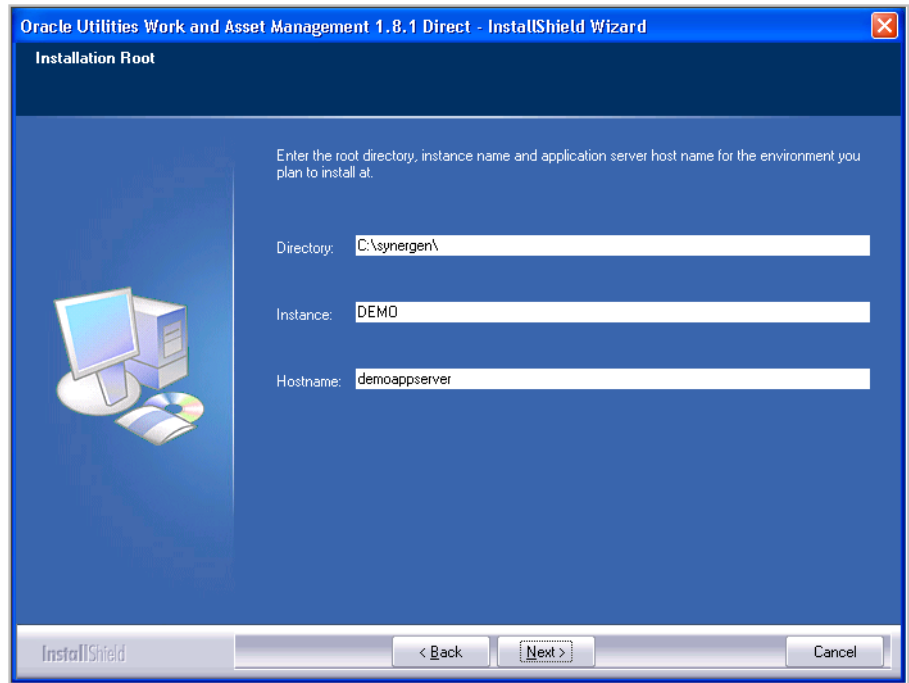 Oracle Utilities Work and Asset Management 1.8.1 Direct - InstallShield Wizard
Installation Root
Enter the root directory, instance name and application server host name for the environment you
plan to install at.
Directory: C:\synergen\
Instance: DEMO
Hostname: demoappserver
InstallShield
< Back
Next >
Cancel